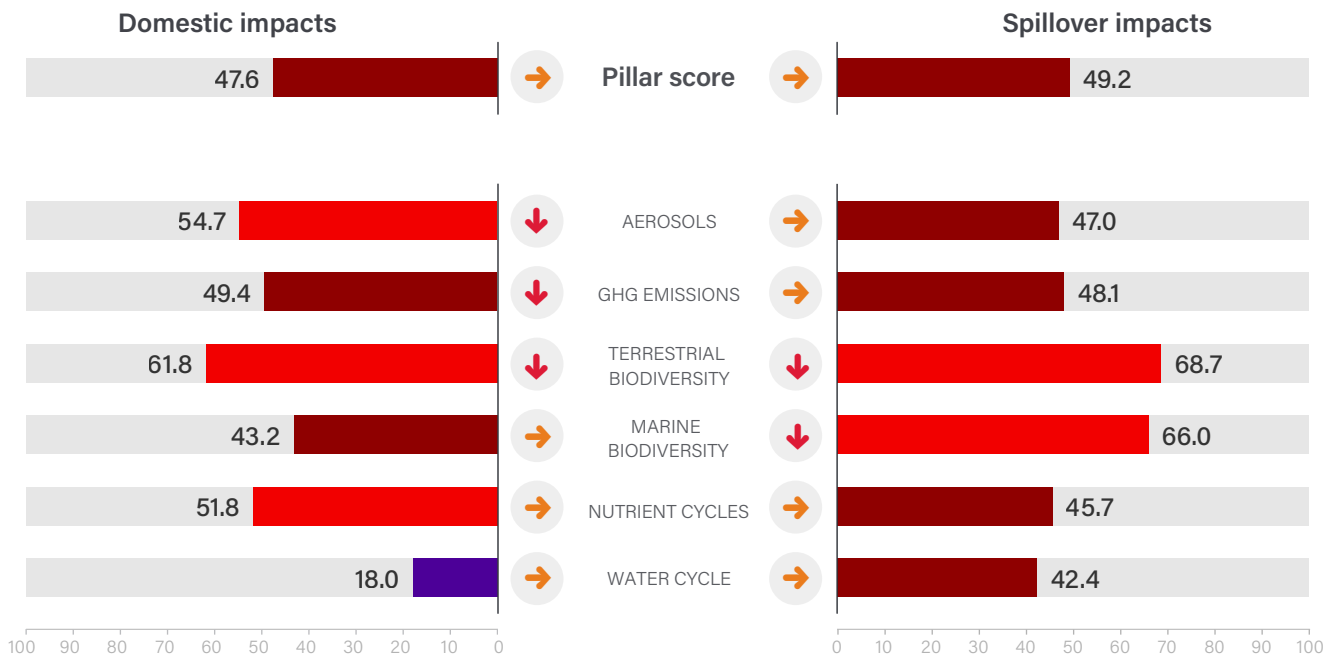 Domestic impacts
Spillover impacts
47.6
Pillar score
49.2
54.7
AEROSOLS
47.0
49.4
GHG EMISSIONS
48.1
61.8
TERRESTRIAL
BIODIVERSITY
68.7
43.2
MARINE
BIODIVERSITY
66.0
51.8
NUTRIENT CYCLES
45.7
18.0
WATER CYCLE
42.4
100 90 80 70 60 50 40 30 20 10 0
0 10 20 30 40 50 60 70 80 90 100